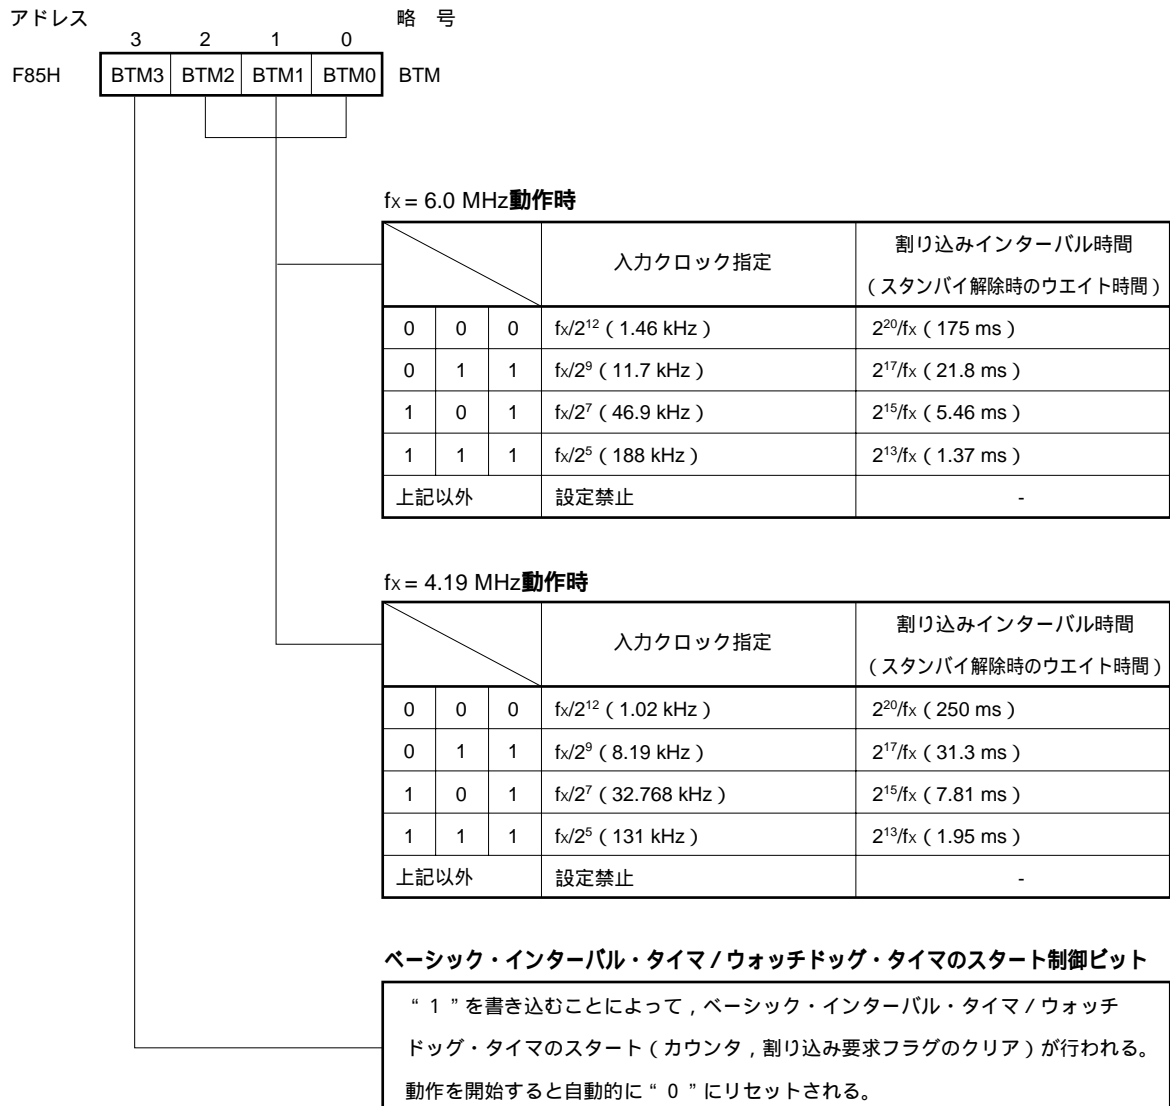 アドレス 略 号
3 2 1 0
F85H BTM3 BTM2 BTM1 BTM0 BTM
fX = 6.0 MHz動作時
入力クロック指定 割り込みインターバル時間
（スタンバイ解除時のウエイト時間）
0 0 0 fX/2¹²（1.46 kHz） 2²⁰/fX（175 ms）
0 1 1 fX/2⁹（11.7 kHz） 2¹⁷/fX（21.8 ms）
1 0 1 fX/2⁷（46.9 kHz） 2¹⁵/fX（5.46 ms）
1 1 1 fX/2⁵（188 kHz） 2¹³/fX（1.37 ms）
上記以外 設定禁止 -
fX = 4.19 MHz動作時
入力クロック指定 割り込みインターバル時間
（スタンバイ解除時のウエイト時間）
0 0 0 fX/2¹²（1.02 kHz） 2²⁰/fX（250 ms）
0 1 1 fX/2⁹（8.19 kHz） 2¹⁷/fX（31.3 ms）
1 0 1 fX/2⁷（32.768 kHz） 2¹⁵/fX（7.81 ms）
1 1 1 fX/2⁵（131 kHz） 2¹³/fX（1.95 ms）
上記以外 設定禁止 -
ベーシック・インターバル・タイマ／ウォッチドッグ・タイマのスタート制御ビット
“1”を書き込むことによって，ベーシック・インターバル・タイマ／ウォッチ
ドッグ・タイマのスタート（カウンタ，割り込み要求フラグのクリア）が行われる。
動作を開始すると自動的に“0”にリセットされる。